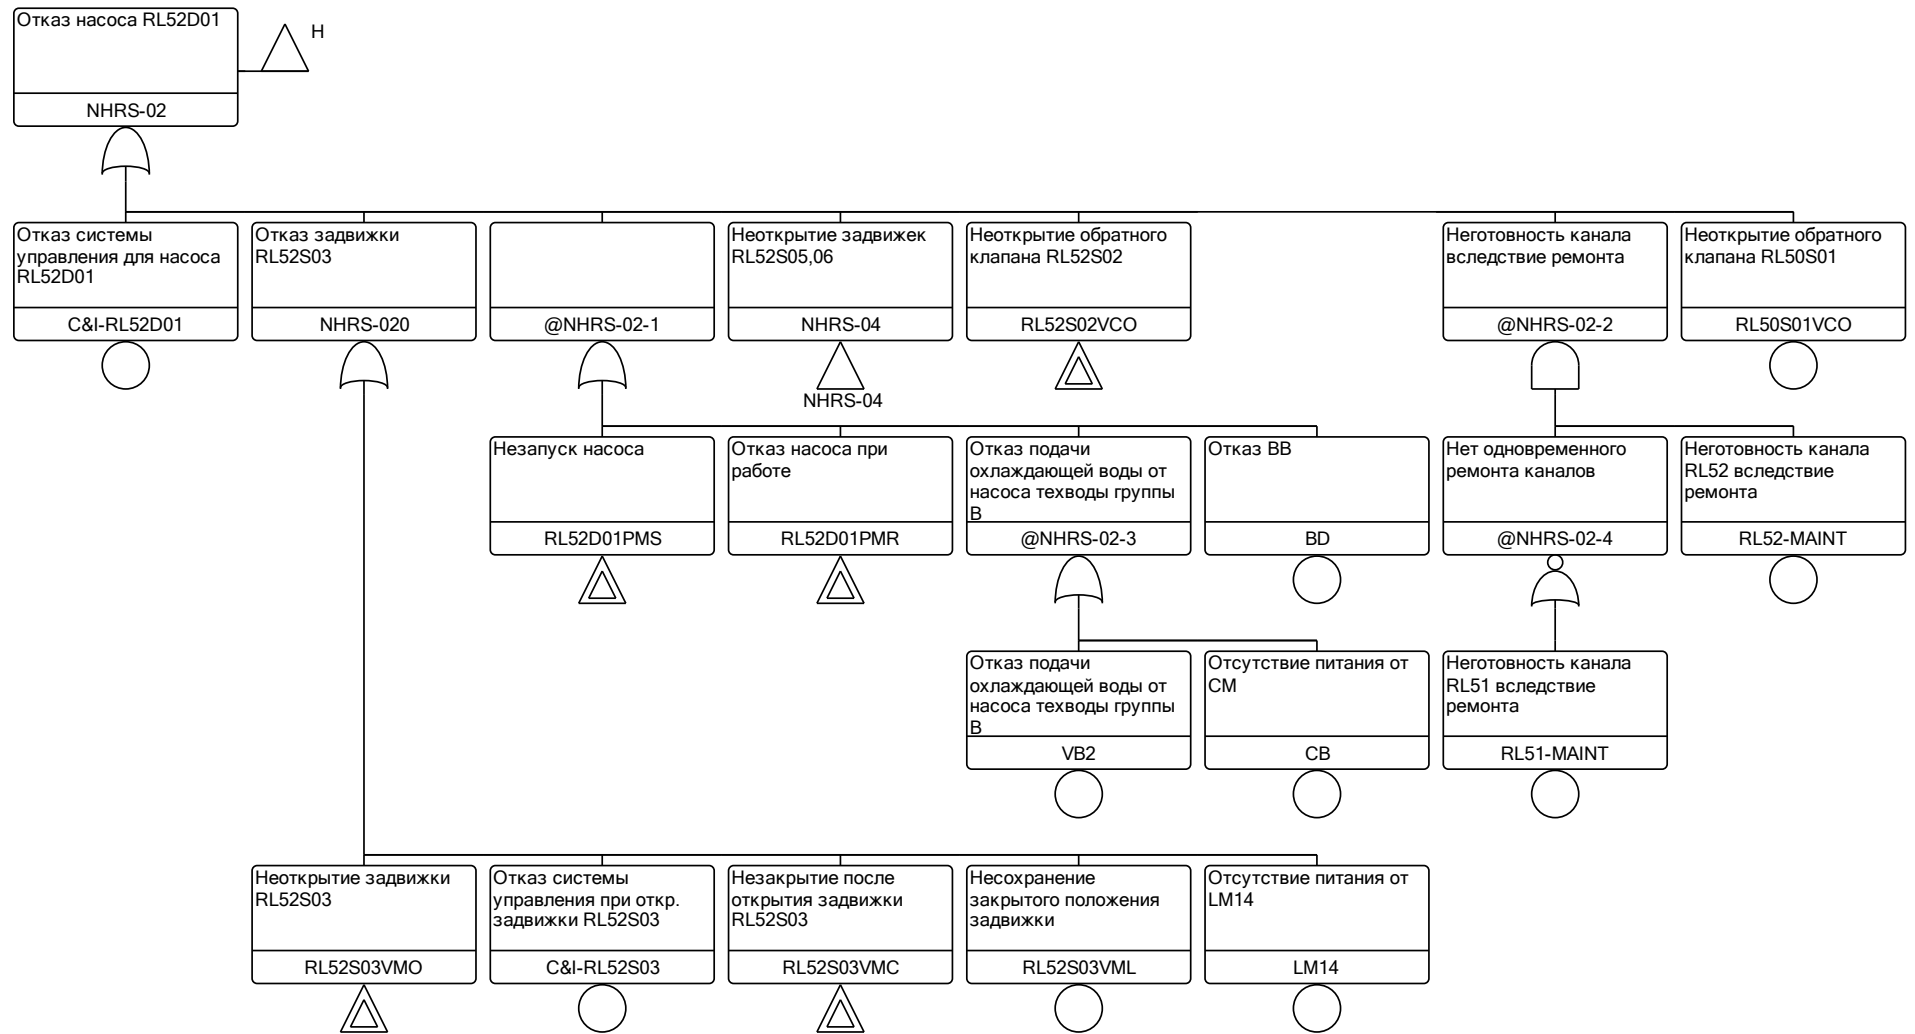 Отказ насоса RL52D01
H
NHRS-02
Отказ системы
управления для насоса
RL52D01
C&I-RL52D01
Отказ задвижки
RL52S03
NHRS-020
@NHRS-02-1
Неоткрытие задвижек
RL52S05,06
NHRS-04
NHRS-04
Неоткрытие обратного
клапана RL52S02
RL52S02VCO
Неготовность канала
вследствие ремонта
@NHRS-02-2
Неоткрытие обратного
клапана RL50S01
RL50S01VCO
Незапуск насоса
RL52D01PMS
Отказ насоса при
работе
RL52D01PMR
Отказ подачи
охлаждающей воды от
насоса техводы группы
В
@NHRS-02-3
Отказ ВВ
BD
Нет одновременного
ремонта каналов
@NHRS-02-4
Неготовность канала
RL52 вследствие
ремонта
RL52-MAINT
Отказ подачи
охлаждающей воды от
насоса техводы группы
В
VB2
Отсутствие питания от
СМ
CB
Неготовность канала
RL51 вследствие
ремонта
RL51-MAINT
Неоткрытие задвижки
RL52S03
RL52S03VMO
Отказ системы
управления при откр.
задвижки RL52S03
C&I-RL52S03
Незакрытие после
открытия задвижки
RL52S03
RL52S03VMC
Несохранение
закрытого положения
задвижки
RL52S03VML
Отсутствие питания от
LM14
LM14